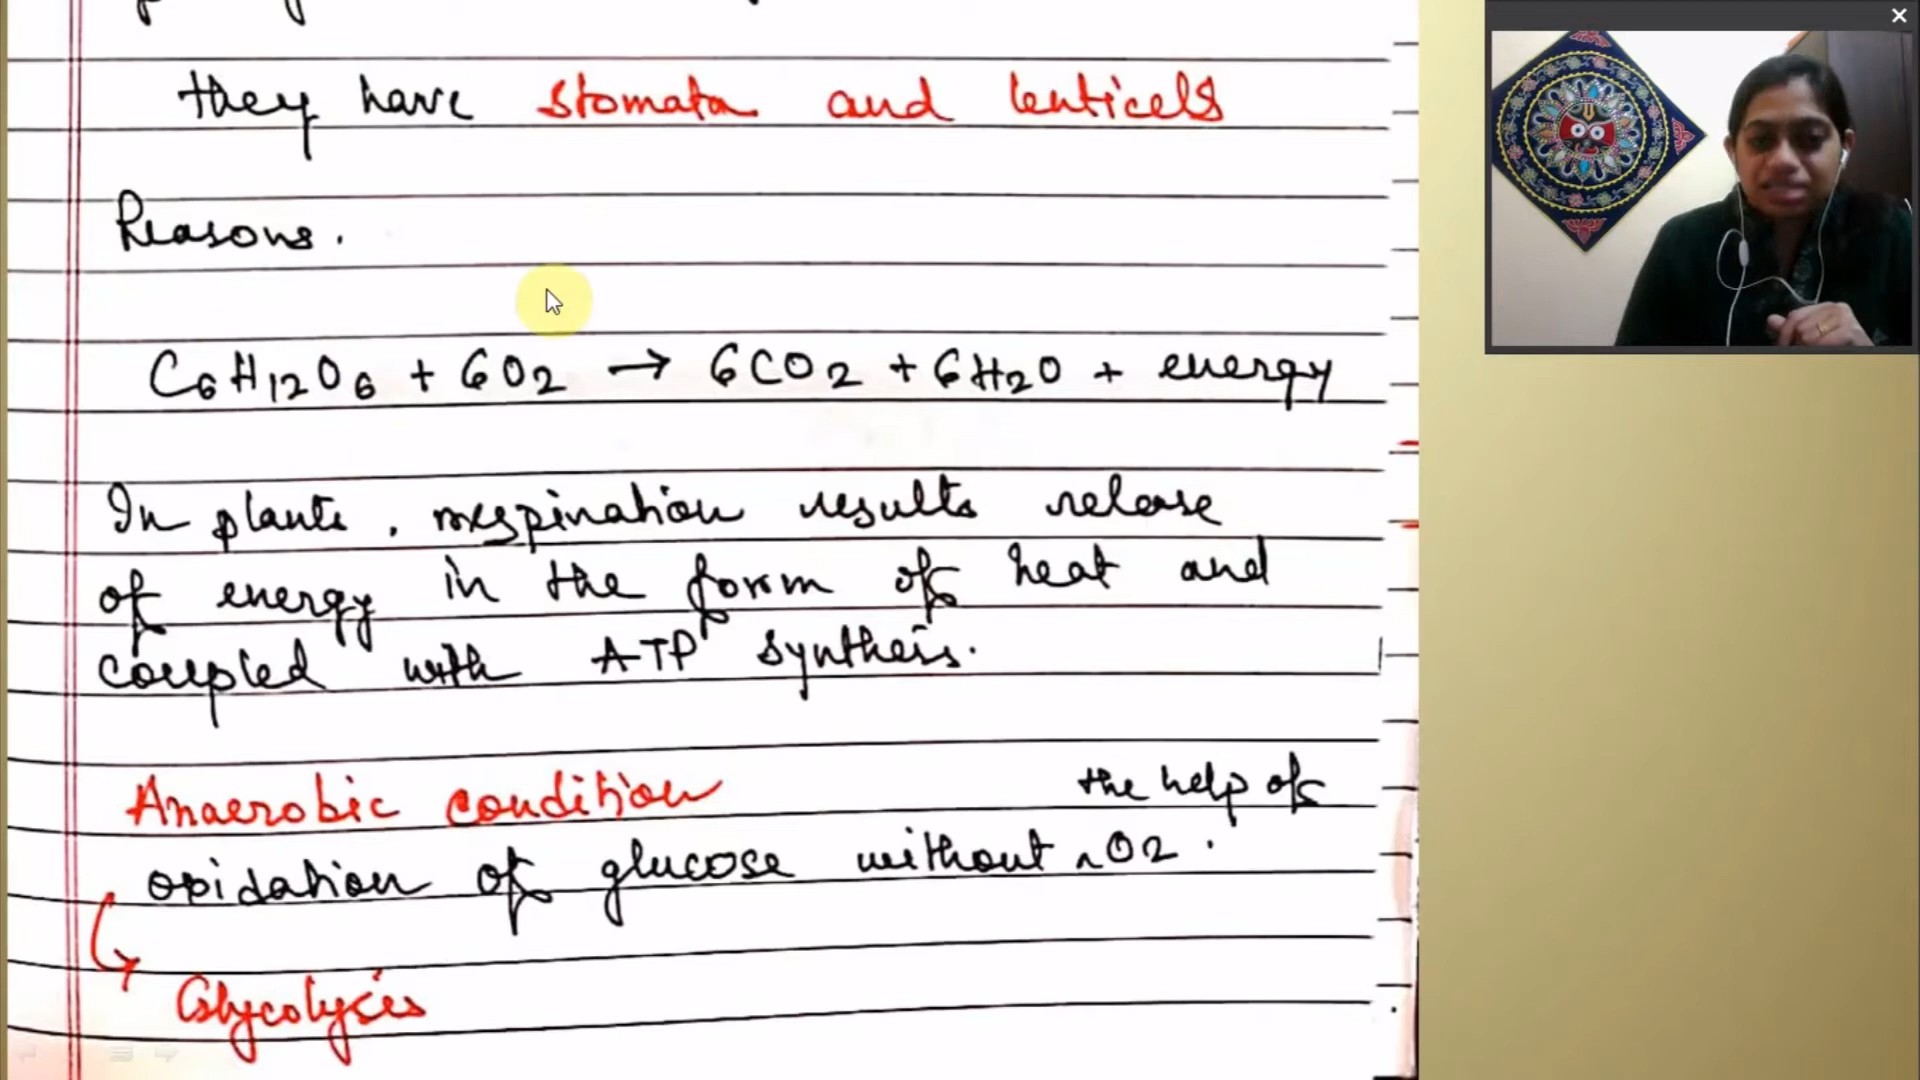 they have stomata and lenticels
Reasons.
C6H12O6 + 6O2 → 6CO2 + 6H2O + energy
In plants, respiration results release
of energy in the form of heat and
coupled with ATP synthesis.
Anaerobic condition
the help of
oxidation of glucose without ^O2.
Glycolysis